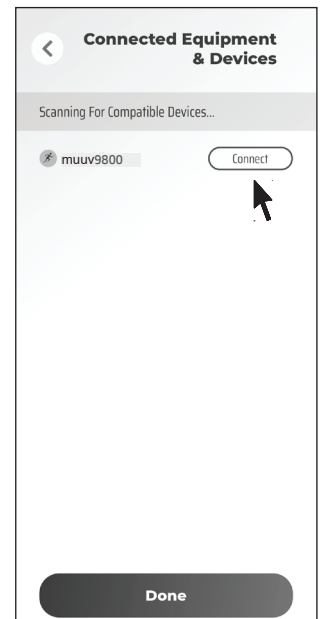 Connected Equipment
& Devices
Scanning For Compatible Devices...
muuv9800 Connect
Done